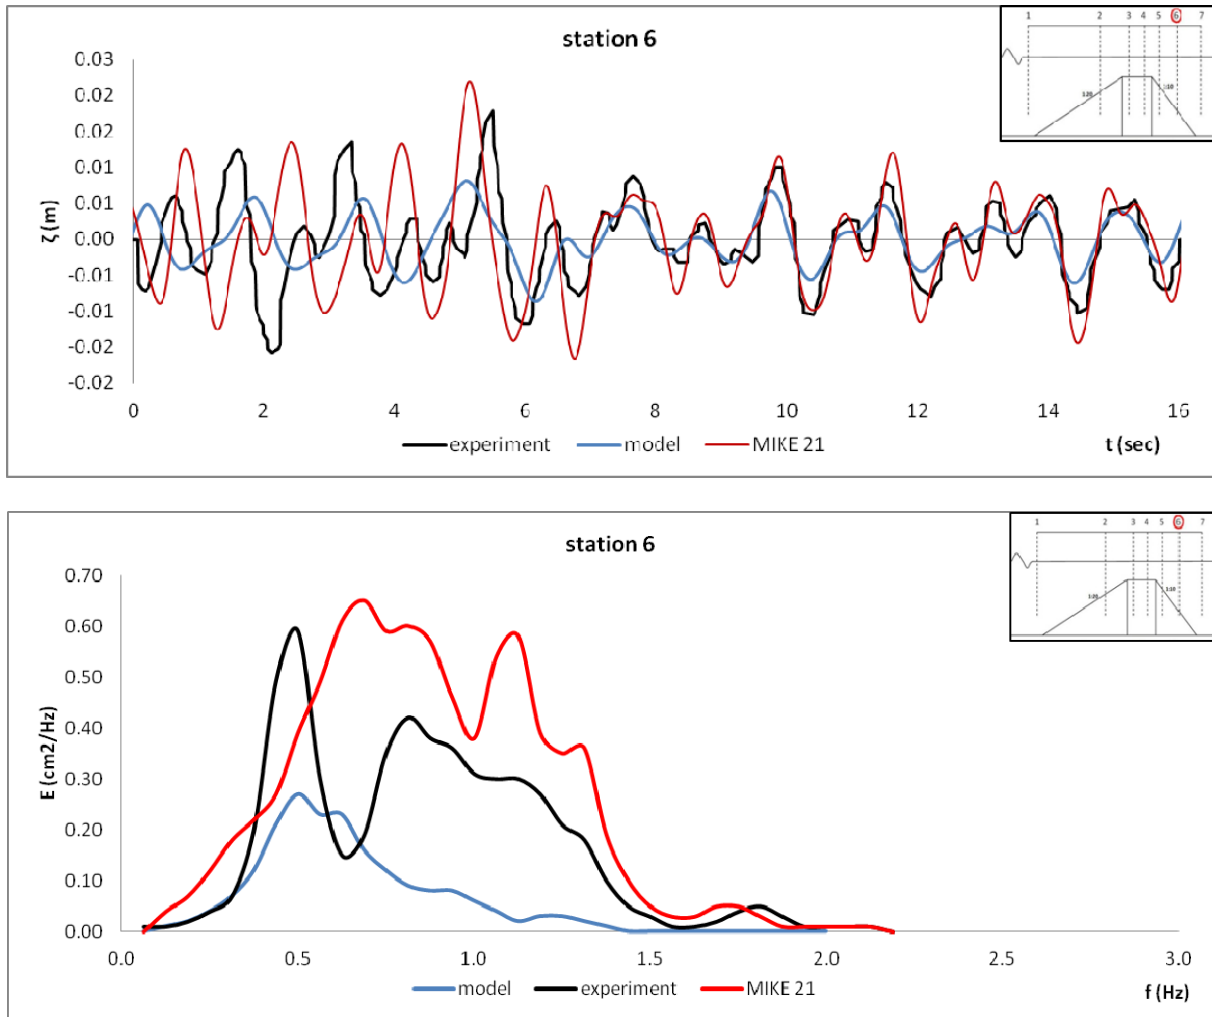 station 6
1 2 3 4 5 6 7
1:20
1:10
0.03
0.02
0.02
0.01
0.01
0.00
-0.01
-0.01
-0.02
-0.02
ζ (m)
0 2 4 6 8 10 12 14 16
experiment model MIKE 21
t (sec)
station 6
1 2 3 4 5 6 7
1:20
1:10
0.70
0.60
0.50
0.40
0.30
0.20
0.10
0.00
E (cm2/Hz)
0.0 0.5 1.0 1.5 2.0 2.5 3.0
model experiment MIKE 21
f (Hz)